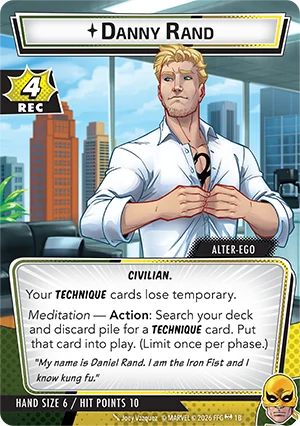 DANNY RAND
4
REC
ALTER-EGO
CIVILIAN.
Your TECHNIQUE cards lose temporary.
Meditation — Action: Search your deck
and discard pile for a TECHNIQUE card. Put
that card into play. (Limit once per phase.)
"My name is Daniel Rand. I am the Iron Fist and I
know kung fu."
HAND SIZE 6 / HIT POINTS 10
Joey Vazquez © MARVEL © 2026 FFG 1B